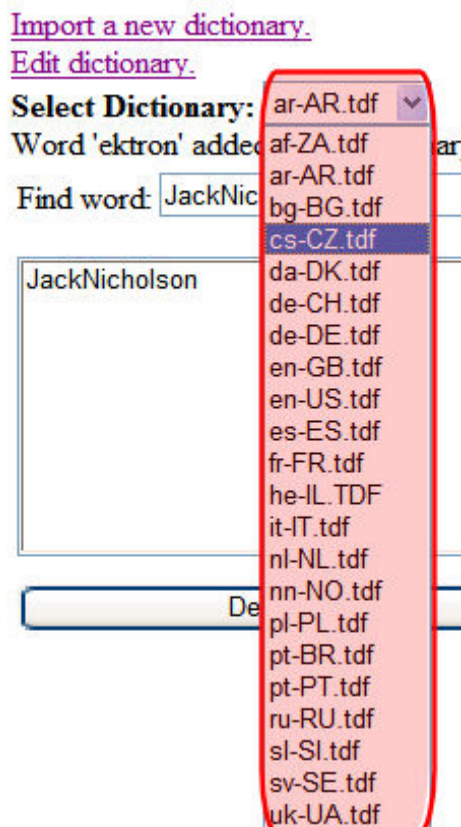 Import a new dictionary.
Edit dictionary.
Select Dictionary: ar-AR.tdf
Word 'ektron' added
Find word: JackNic
af-ZA.tdf
ar-AR.tdf
bg-BG.tdf
cs-CZ.tdf
da-DK.tdf
de-CH.tdf
de-DE.tdf
en-GB.tdf
en-US.tdf
es-ES.tdf
fr-FR.tdf
he-IL.TDF
it-IT.tdf
nl-NL.tdf
nn-NO.tdf
pl-PL.tdf
pt-BR.tdf
pt-PT.tdf
ru-RU.tdf
sl-SI.tdf
sv-SE.tdf
uk-UA.tdf
JackNicholson
De